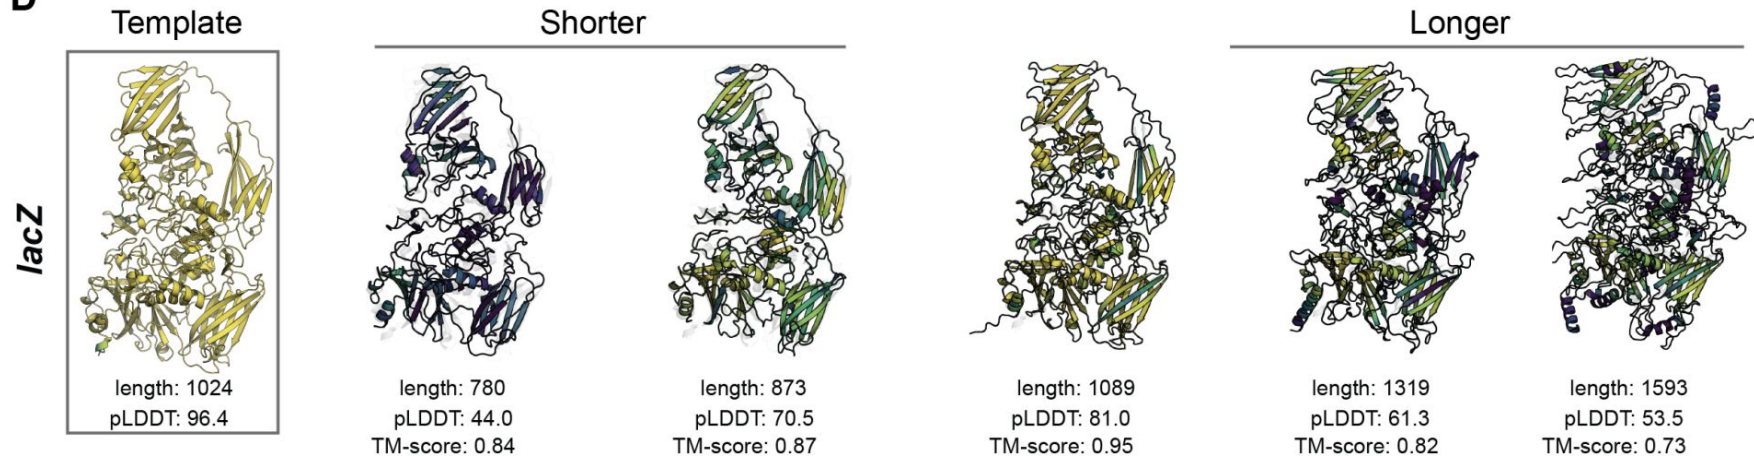 D
Template
Shorter
Longer
lacZ
length: 1024
pLDDT: 96.4
length: 780
pLDDT: 44.0
TM-score: 0.84
length: 873
pLDDT: 70.5
TM-score: 0.87
length: 1089
pLDDT: 81.0
TM-score: 0.95
length: 1319
pLDDT: 61.3
TM-score: 0.82
length: 1593
pLDDT: 53.5
TM-score: 0.73